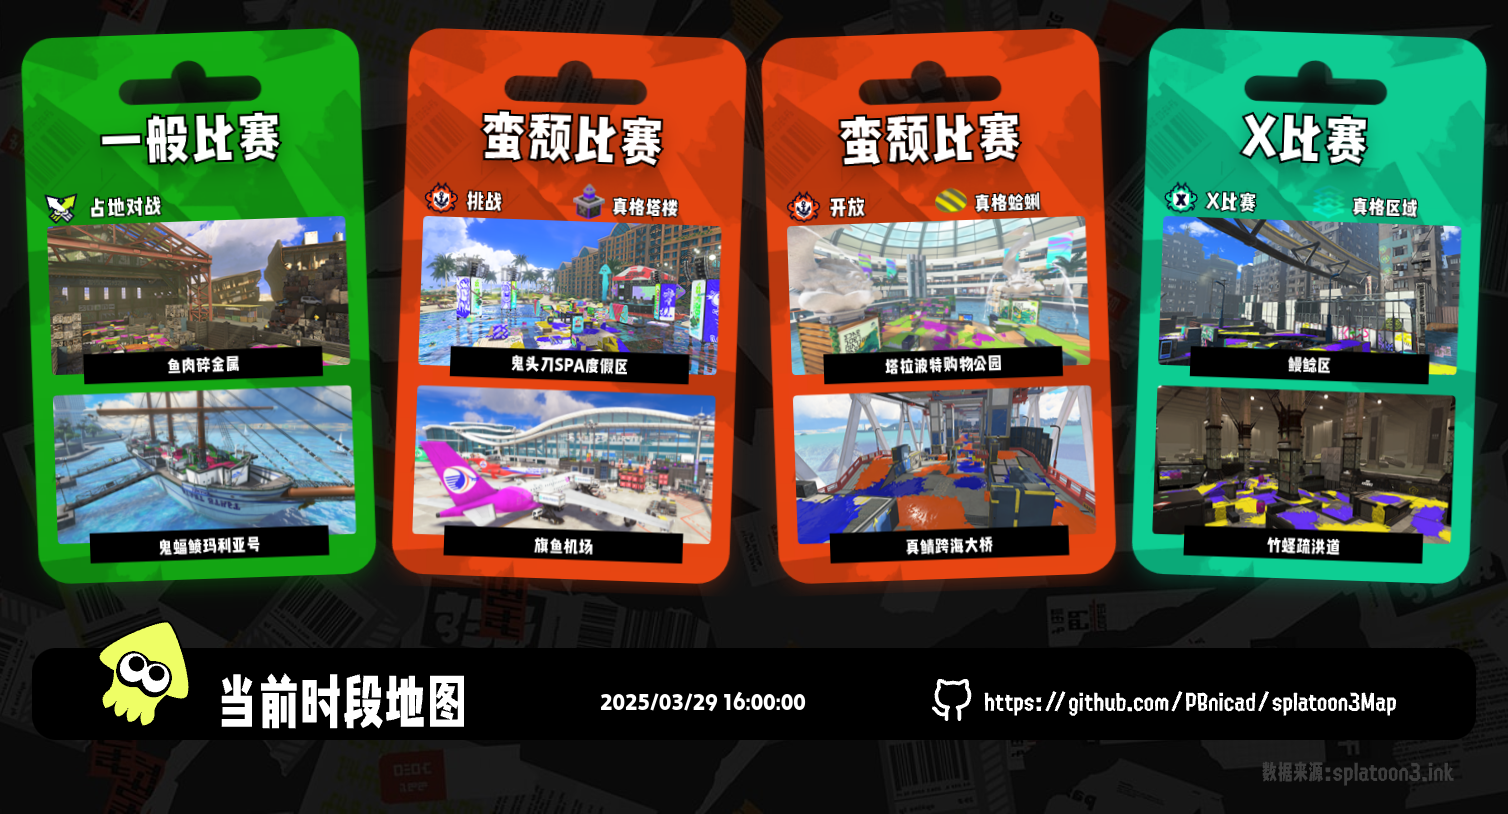 一般比赛
占地对战
鱼肉碎金属
鬼蝠鲼玛利亚号
蛮颓比赛
挑战
真格塔楼
鬼头刀SPA度假区
旗鱼机场
蛮颓比赛
开放
真格蛤蜊
塔拉波特购物公园
真鲭跨海大桥
X比赛
X比赛
真格区域
鳗鲶区
竹蛏疏洪道
当前时段地图
2025/03/29 16:00:00
https://github.com/PBnicad/splatoon3Map
数据来源:splatoon3.ink